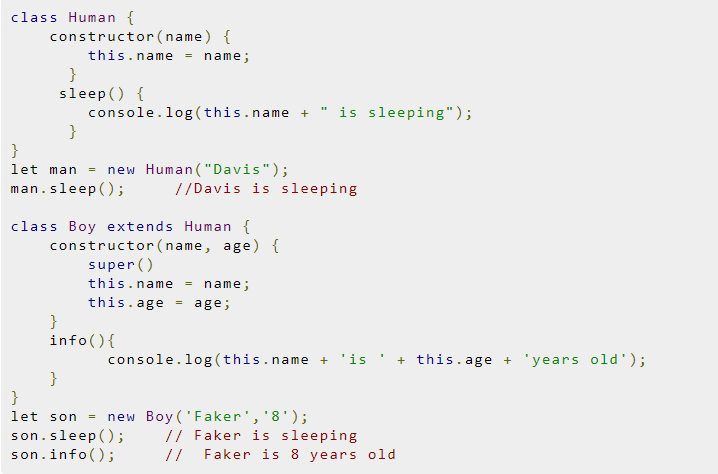 class Human {
    constructor(name) {
        this.name = name;
      }
     sleep() {
        console.log(this.name + " is sleeping");
      }
}
let man = new Human("Davis");
man.sleep();     //Davis is sleeping

class Boy extends Human {
    constructor(name, age) {
        super()
        this.name = name;
        this.age = age;
    }
    info(){
          console.log(this.name + 'is ' + this.age + 'years old');
    }
}
let son = new Boy('Faker','8');
son.sleep();    // Faker is sleeping
son.info();     //  Faker is 8 years old